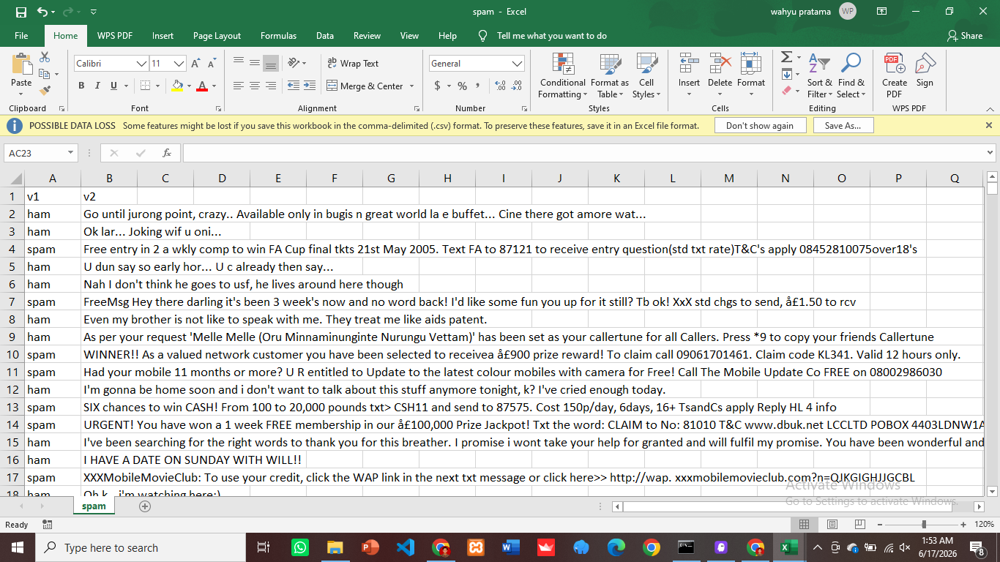 spam - Excel
wahyu pratama WP
File Home WPS PDF Insert Page Layout Formulas Data Review View Help Tell me what you want to do Share
Calibri 11 Wrap Text General
Paste Merge & Center Conditional Formatting Format as Table Cell Styles Insert Delete Format Sort & Filter Find & Select Create PDF Sign
Clipboard Font Alignment Number Styles Cells Editing WPS PDF
POSSIBLE DATA LOSS Some features might be lost if you save this workbook in the comma-delimited (.csv) format. To preserve these features, save it in an Excel file format. Don't show again Save As...
AC23 fx
A B C D E F G H I J K L M N O P Q
1 v1 v2
2 ham Go until jurong point, crazy.. Available only in bugis n great world la e buffet... Cine there got amore wat...
3 ham Ok lar... Joking wif u oni...
4 spam Free entry in 2 a wkly comp to win FA Cup final tkts 21st May 2005. Text FA to 87121 to receive entry question(std txt rate)T&C's apply 08452810075over18's
5 ham U dun say so early hor... U c already then say...
6 ham Nah I don't think he goes to usf, he lives around here though
7 spam FreeMsg Hey there darling it's been 3 week's now and no word back! I'd like some fun you up for it still? Tb ok! XxX std chgs to send, å£1.50 to rcv
8 ham Even my brother is not like to speak with me. They treat me like aids patent.
9 ham As per your request 'Melle Melle (Oru Minnaminunginte Nurungu Vettam)' has been set as your callertune for all Callers. Press *9 to copy your friends Callertune
10 spam WINNER!! As a valued network customer you have been selected to receivea å£900 prize reward! To claim call 09061701461. Claim code KL341. Valid 12 hours only.
11 spam Had your mobile 11 months or more? U R entitled to Update to the latest colour mobiles with camera for Free! Call The Mobile Update Co FREE on 08002986030
12 ham I'm gonna be home soon and i don't want to talk about this stuff anymore tonight, k? I've cried enough today.
13 spam SIX chances to win CASH! From 100 to 20,000 pounds txt> CSH11 and send to 87575. Cost 150p/day, 6days, 16+ TsandCs apply Reply HL 4 info
14 spam URGENT! You have won a 1 week FREE membership in our å£100,000 Prize Jackpot! Txt the word: CLAIM to No: 81010 T&C www.dbuk.net LCCLTD POBOX 4403LDNW1A
15 ham I've been searching for the right words to thank you for this breather. I promise i wont take your help for granted and will fulfil my promise. You have been wonderful and
16 ham I HAVE A DATE ON SUNDAY WITH WILL!!
17 spam XXXMobileMovieClub: To use your credit, click the WAP link in the next txt message or click here>> http://wap. xxxmobilemovieclub.com?n=QJKGIGHJJGCBL
18 ham Oh k...i'm watching here:)
Activate Windows
Go to Settings to activate Windows.
spam
Ready 120%
Type here to search 1:53 AM
6/17/2026 8